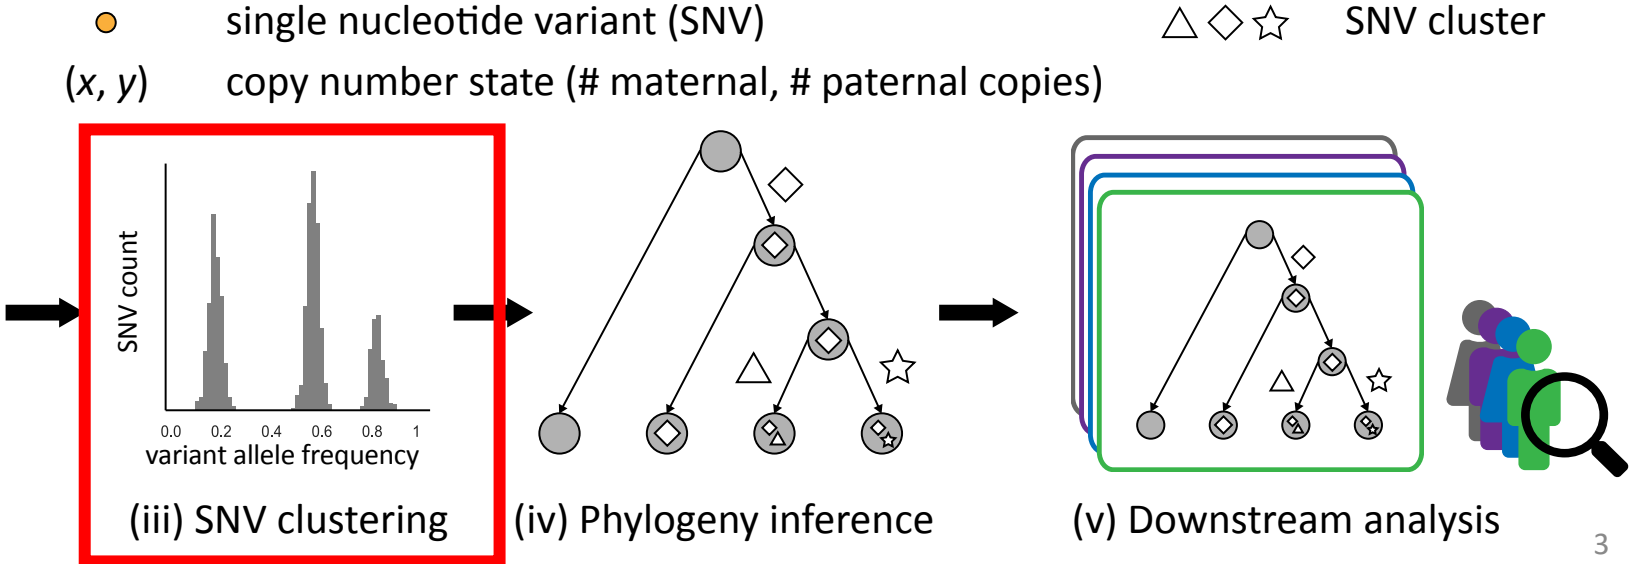 single nucleotide variant (SNV)
SNV cluster
(x, y) copy number state (# maternal, # paternal copies)
SNV count
0.0 0.2 0.4 0.6 0.8 1
variant allele frequency
(iii) SNV clustering
(iv) Phylogeny inference
(v) Downstream analysis
3